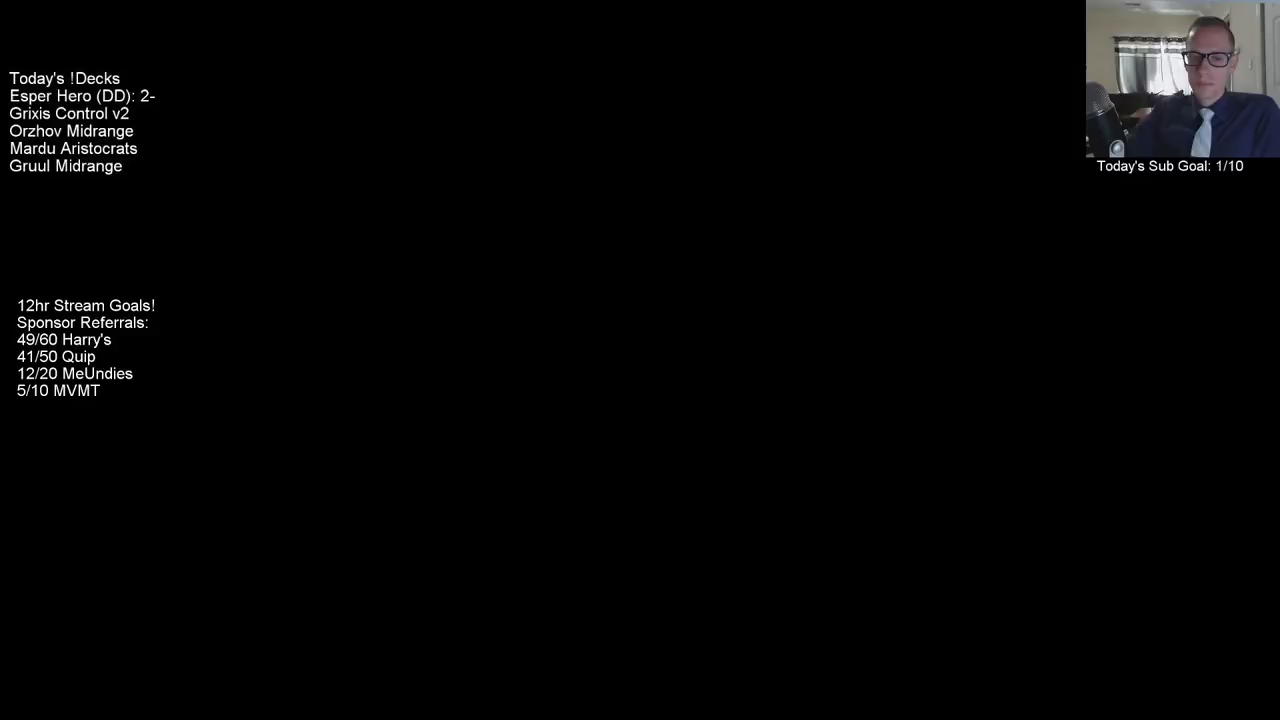 Today's !Decks
Esper Hero (DD): 2-
Grixis Control v2
Orzhov Midrange
Mardu Aristocrats
Gruul Midrange
Today's Sub Goal: 1/10
12hr Stream Goals!
Sponsor Referrals:
49/60 Harry's
41/50 Quip
12/20 MeUndies
5/10 MVMT